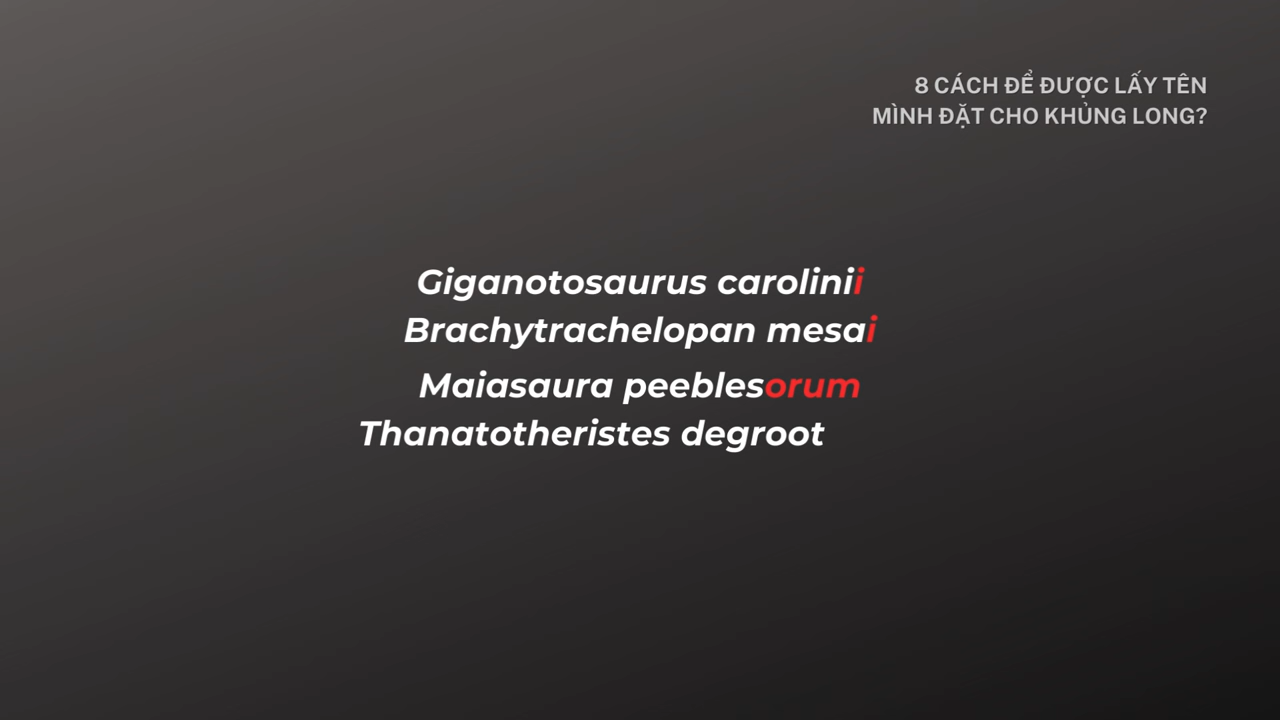 8 CÁCH ĐỂ ĐƯỢC LẤY TÊN
MÌNH ĐẶT CHO KHỦNG LONG?
Giganotosaurus carolinii
Brachytrachelopan mesai
Maiasaura peeblesorum
Thanatotheristes degroot